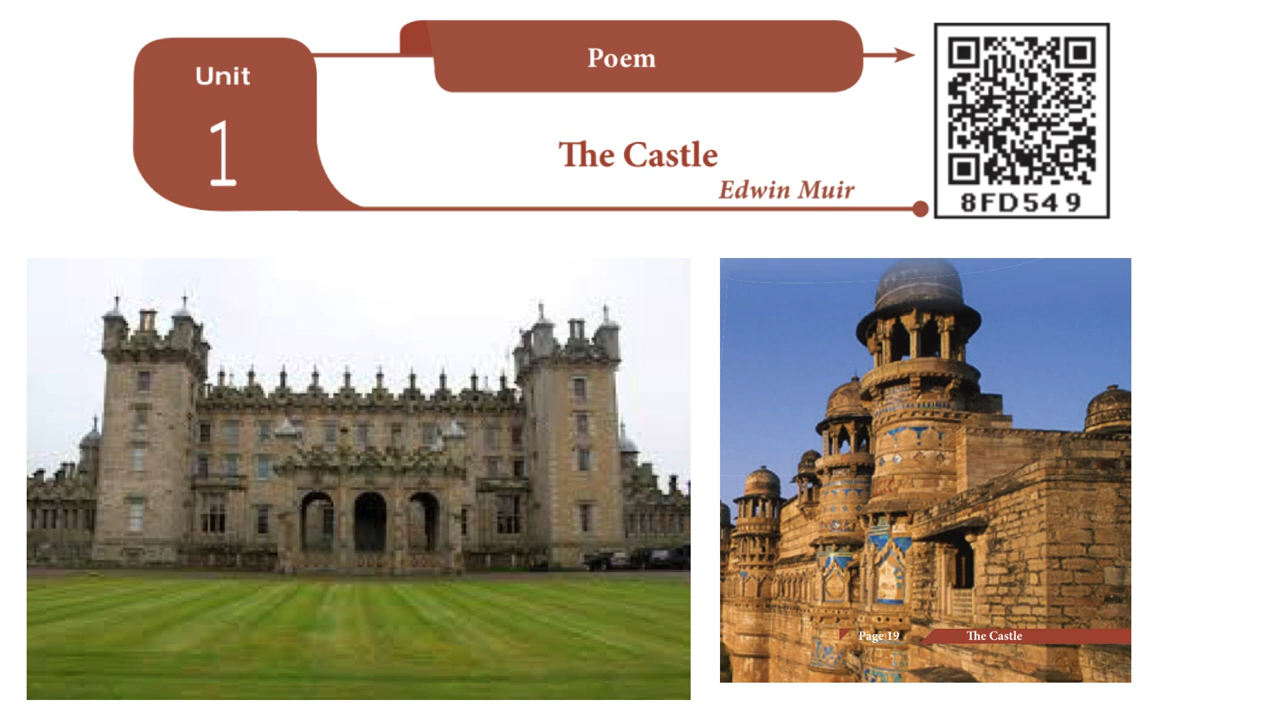 Unit
1
Poem
The Castle
Edwin Muir
8FD549
Page 19
The Castle